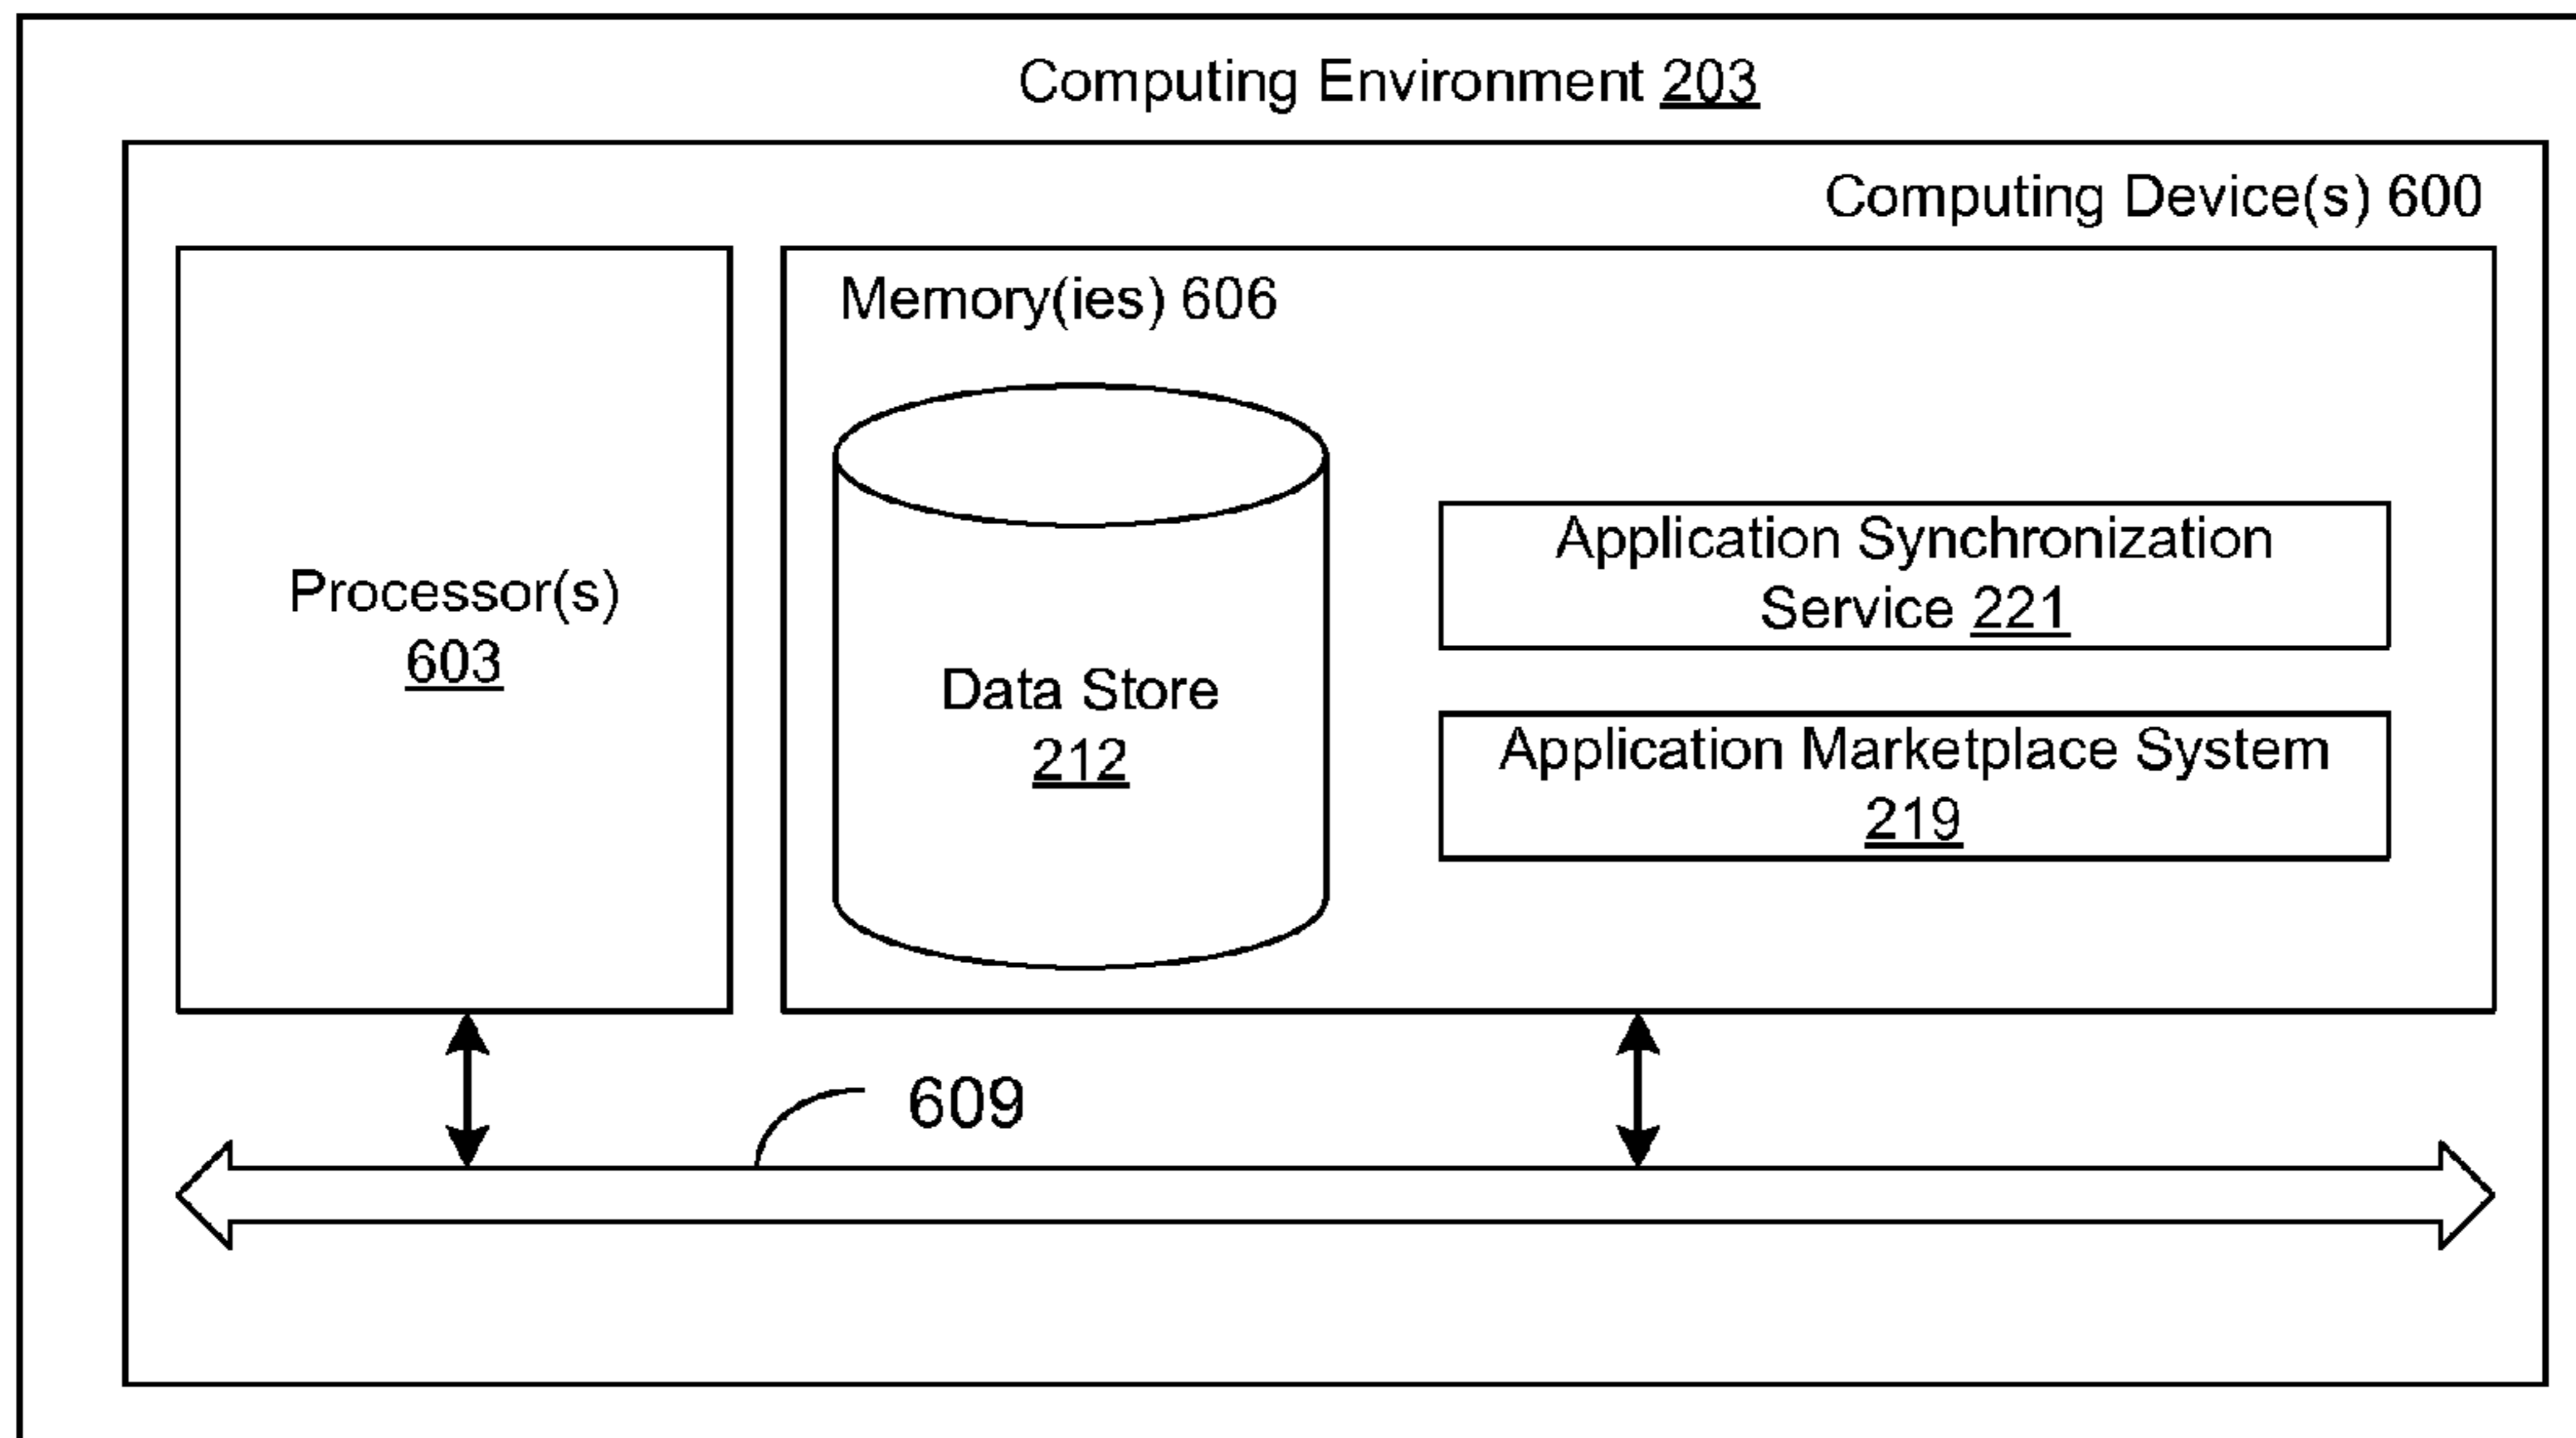 Computing Environment 203
Computing Device(s) 600
Memory(ies) 606
Processor(s)
603
Data Store
212
Application Synchronization
Service 221
Application Marketplace System
219
609